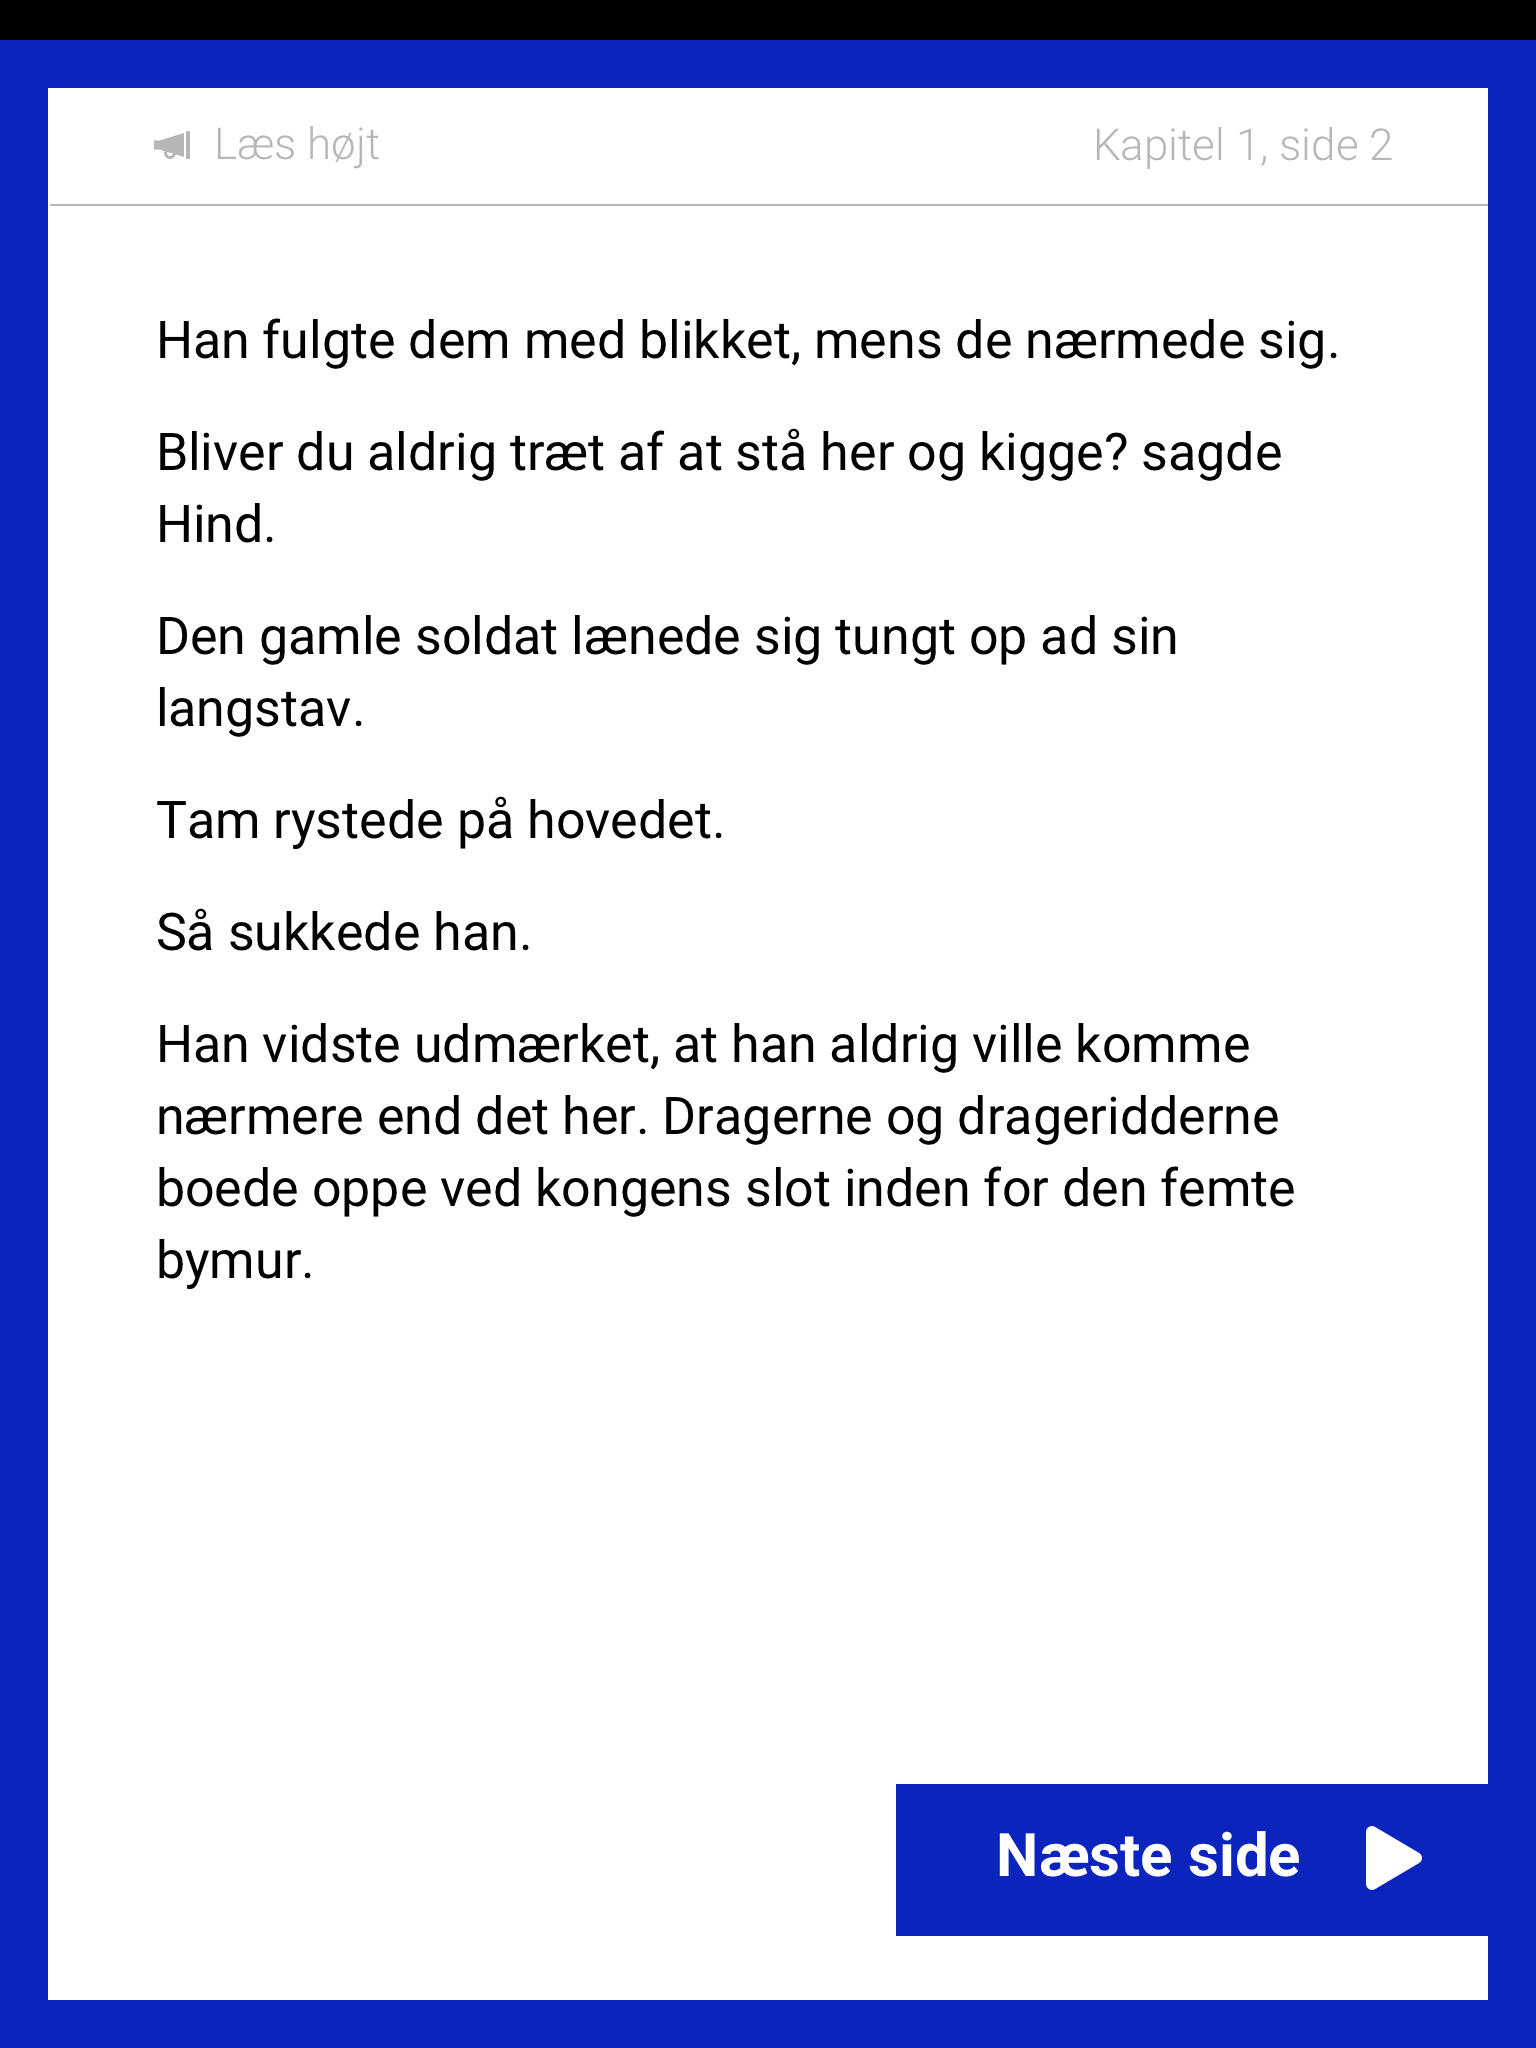 Læs højt
Kapitel 1, side 2
Han fulgte dem med blikket, mens de nærmede sig.
Bliver du aldrig træt af at stå her og kigge? sagde
Hind.
Den gamle soldat lænede sig tungt op ad sin
langstav.
Tam rystede på hovedet.
Så sukkede han.
Han vidste udmærket, at han aldrig ville komme
nærmere end det her. Dragerne og drageridderne
boede oppe ved kongens slot inden for den femte
bymur.
Næste side